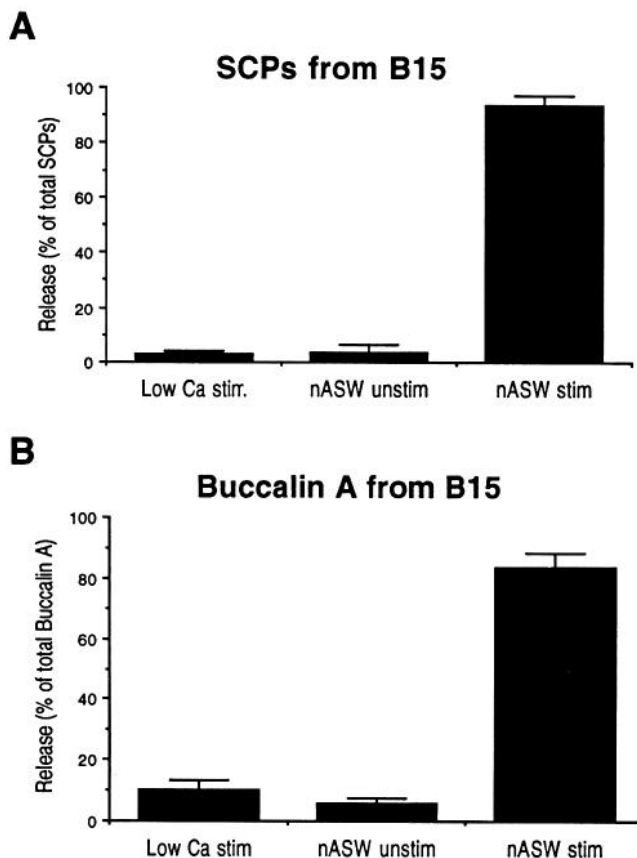 A
SCPs from B15
Release (% of total SCPs)
100
80
60
40
20
0
Low Ca stirr. nASW unstim nASW stim
B
Buccalin A from B15
Release (% of total Buccalin A)
100
80
60
40
20
0
Low Ca stim nASW unstim nASW stim